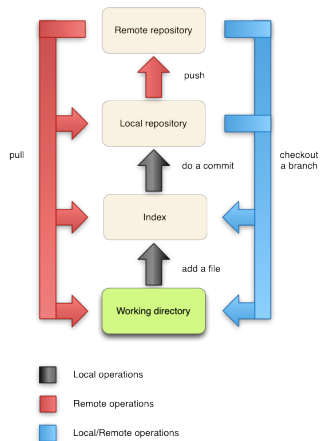 Remote repository
push
Local repository
pull
do a commit
checkout
a branch
Index
add a file
Working directory
Local operations
Remote operations
Local/Remote operations